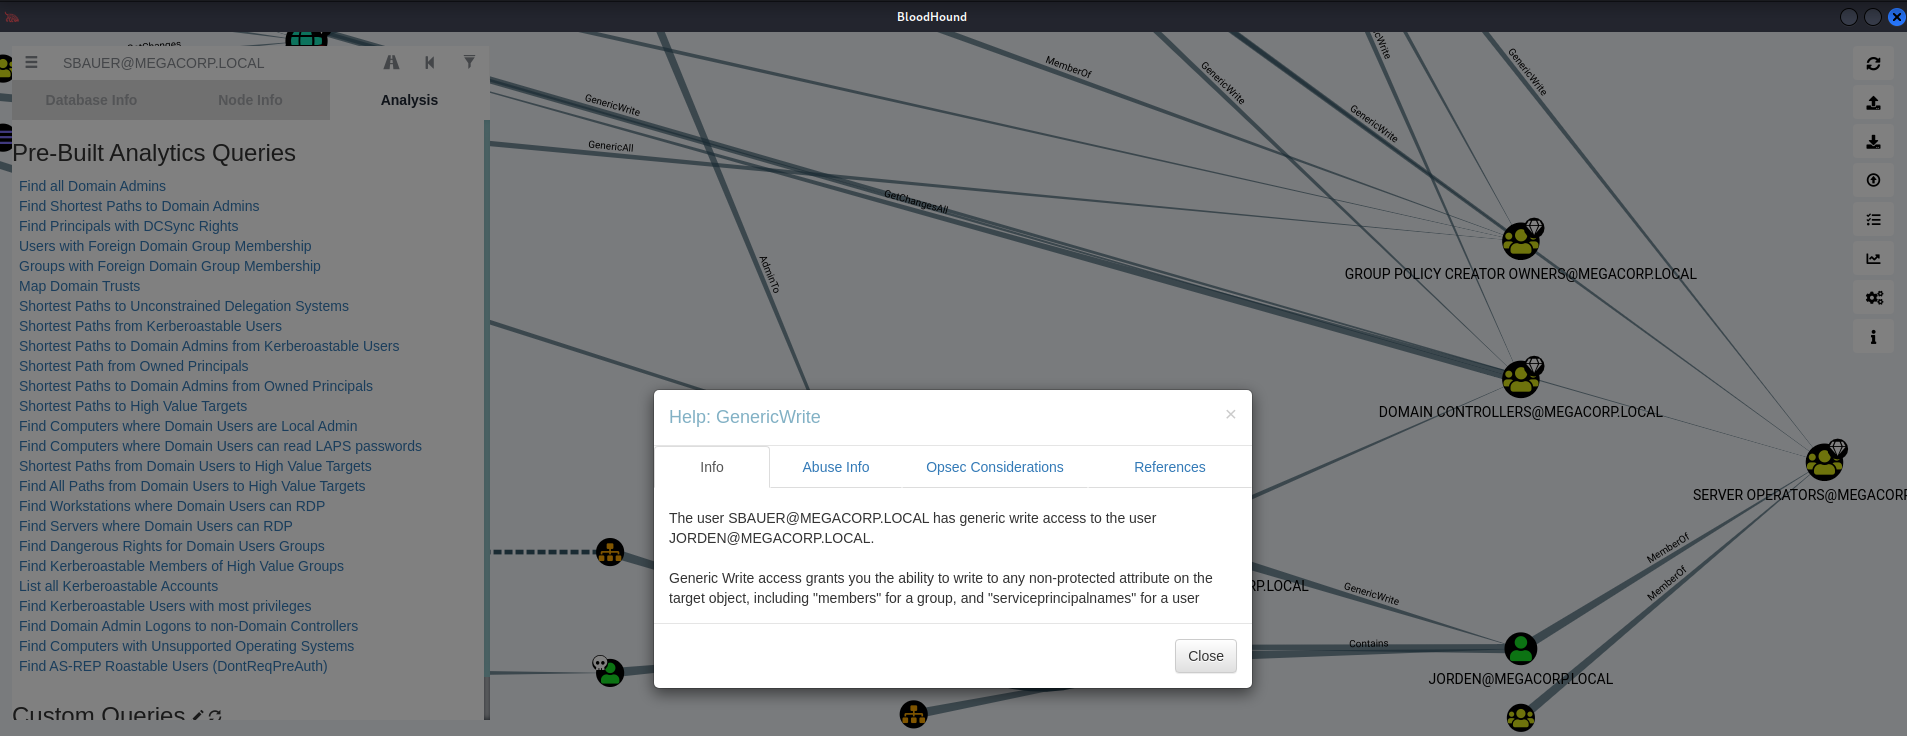 BloodHound
SBAUER@MEGACORP.LOCAL
Database Info
Node Info
Analysis
Pre-Built Analytics Queries
Find all Domain Admins
Find Shortest Paths to Domain Admins
Find Principals with DCSync Rights
Users with Foreign Domain Group Membership
Groups with Foreign Domain Group Membership
Map Domain Trusts
Shortest Paths to Unconstrained Delegation Systems
Shortest Paths from Kerberoastable Users
Shortest Paths to Domain Admins from Kerberoastable Users
Shortest Path from Owned Principals
Shortest Paths to Domain Admins from Owned Principals
Shortest Paths to High Value Targets
Find Computers where Domain Users are Local Admin
Find Computers where Domain Users can read LAPS passwords
Shortest Paths from Domain Users to High Value Targets
Find All Paths from Domain Users to High Value Targets
Find Workstations where Domain Users can RDP
Find Servers where Domain Users can RDP
Find Dangerous Rights for Domain Users Groups
Find Kerberoastable Members of High Value Groups
List all Kerberoastable Accounts
Find Kerberoastable Users with most privileges
Find Domain Admin Logons to non-Domain Controllers
Find Computers with Unsupported Operating Systems
Find AS-REP Roastable Users (DontReqPreAuth)
Custom Queries
GetChanges
GenericWrite
GenericAll
GetChangesAll
AdminTo
MemberOf
GenericWrite
GenericWrite
cWrite
GenericWrite
GROUP POLICY CREATOR OWNERS@MEGACORP.LOCAL
DOMAIN CONTROLLERS@MEGACORP.LOCAL
SERVER OPERATORS@MEGACOR
MemberOf
MemberOf
RP.LOCAL
GenericWrite
Contains
JORDEN@MEGACORP.LOCAL
Help: GenericWrite
×
Info
Abuse Info
Opsec Considerations
References
The user SBAUER@MEGACORP.LOCAL has generic write access to the user
JORDEN@MEGACORP.LOCAL.
Generic Write access grants you the ability to write to any non-protected attribute on the
target object, including "members" for a group, and "serviceprincipalnames" for a user
Close